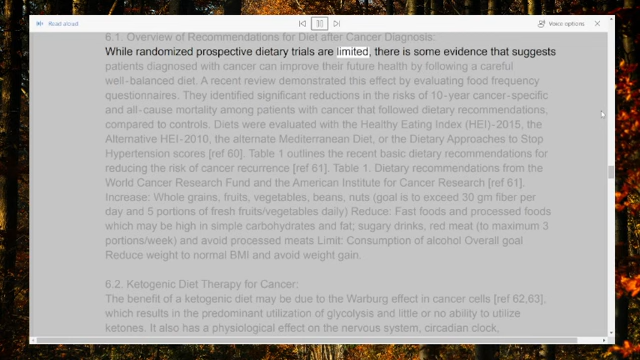 Read aloud
Voice options
6.1. Overview of Recommendations for Diet after Cancer Diagnosis:
While randomized prospective dietary trials are limited, there is some evidence that suggests
patients diagnosed with cancer can improve their future health by following a careful
well-balanced diet. A recent review demonstrated this effect by evaluating food frequency
questionnaires. They identified significant reductions in the risks of 10-year cancer-specific
and all-cause mortality among patients with cancer that followed dietary recommendations,
compared to controls. Diets were evaluated with the Healthy Eating Index (HEI)-2015, the
Alternative HEI-2010, the alternate Mediterranean Diet, or the Dietary Approaches to Stop
Hypertension scores [ref 60]. Table 1 outlines the recent basic dietary recommendations for
reducing the risk of cancer recurrence [ref 61]. Table 1. Dietary recommendations from the
World Cancer Research Fund and the American Institute for Cancer Research [ref 61].
Increase: Whole grains, fruits, vegetables, beans, nuts (goal is to exceed 30 gm fiber per
day and 5 portions of fresh fruits/vegetables daily) Reduce: Fast foods and processed foods
which may be high in simple carbohydrates and fat; sugary drinks, red meat (to maximum 3
portions/week) and avoid processed meats Limit: Consumption of alcohol Overall goal
Reduce weight to normal BMI and avoid weight gain.
6.2. Ketogenic Diet Therapy for Cancer:
The benefit of a ketogenic diet may be due to the Warburg effect in cancer cells [ref 62,63],
which results in the predominant utilization of glycolysis and little or no ability to utilize
ketones. It also has a physiological effect on the nervous system, circadian clock,